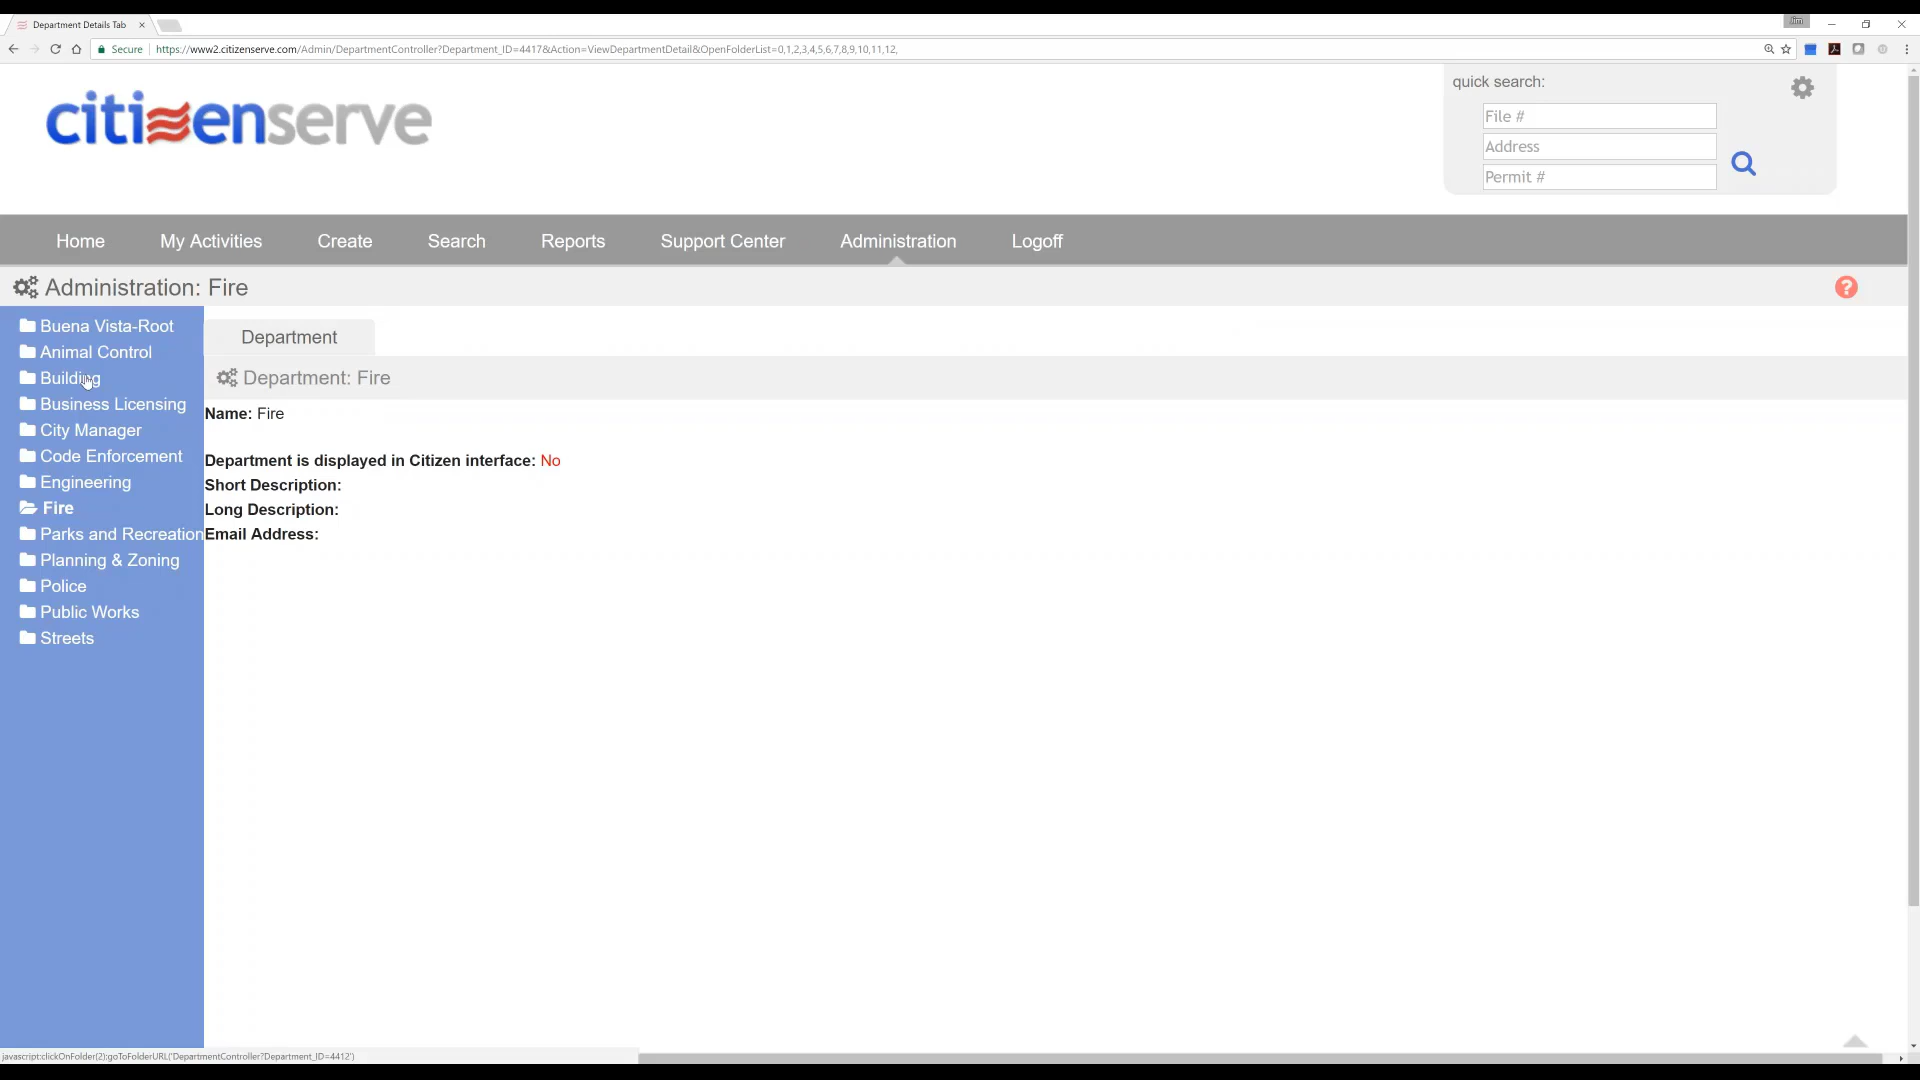 Department Details Tab
Jim
Secure https://www2.citizenserve.com/Admin/DepartmentController?Department_ID=4417&Action=ViewDepartmentDetail&OpenFolderList=0,1,2,3,4,5,6,7,8,9,10,11,12,
citizenserve
quick search:
File #
Address
Permit #
Home My Activities Create Search Reports Support Center Administration Logoff
Administration: Fire
?
Buena Vista-Root
Animal Control
Building
Business Licensing
City Manager
Code Enforcement
Engineering
Fire
Parks and Recreation
Planning & Zoning
Police
Public Works
Streets
Department
Department: Fire
Name: Fire
Department is displayed in Citizen interface: No
Short Description:
Long Description:
Email Address:
javascript:clickOnFolder(2);goToFolderURL('DepartmentController?Department_ID=4412')